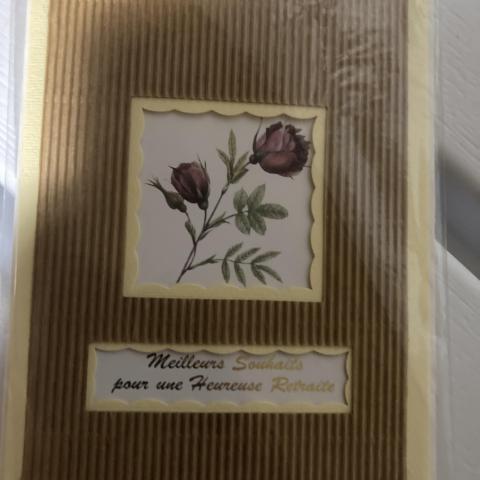 Meilleurs Souhaits
pour une Heureuse Retraite